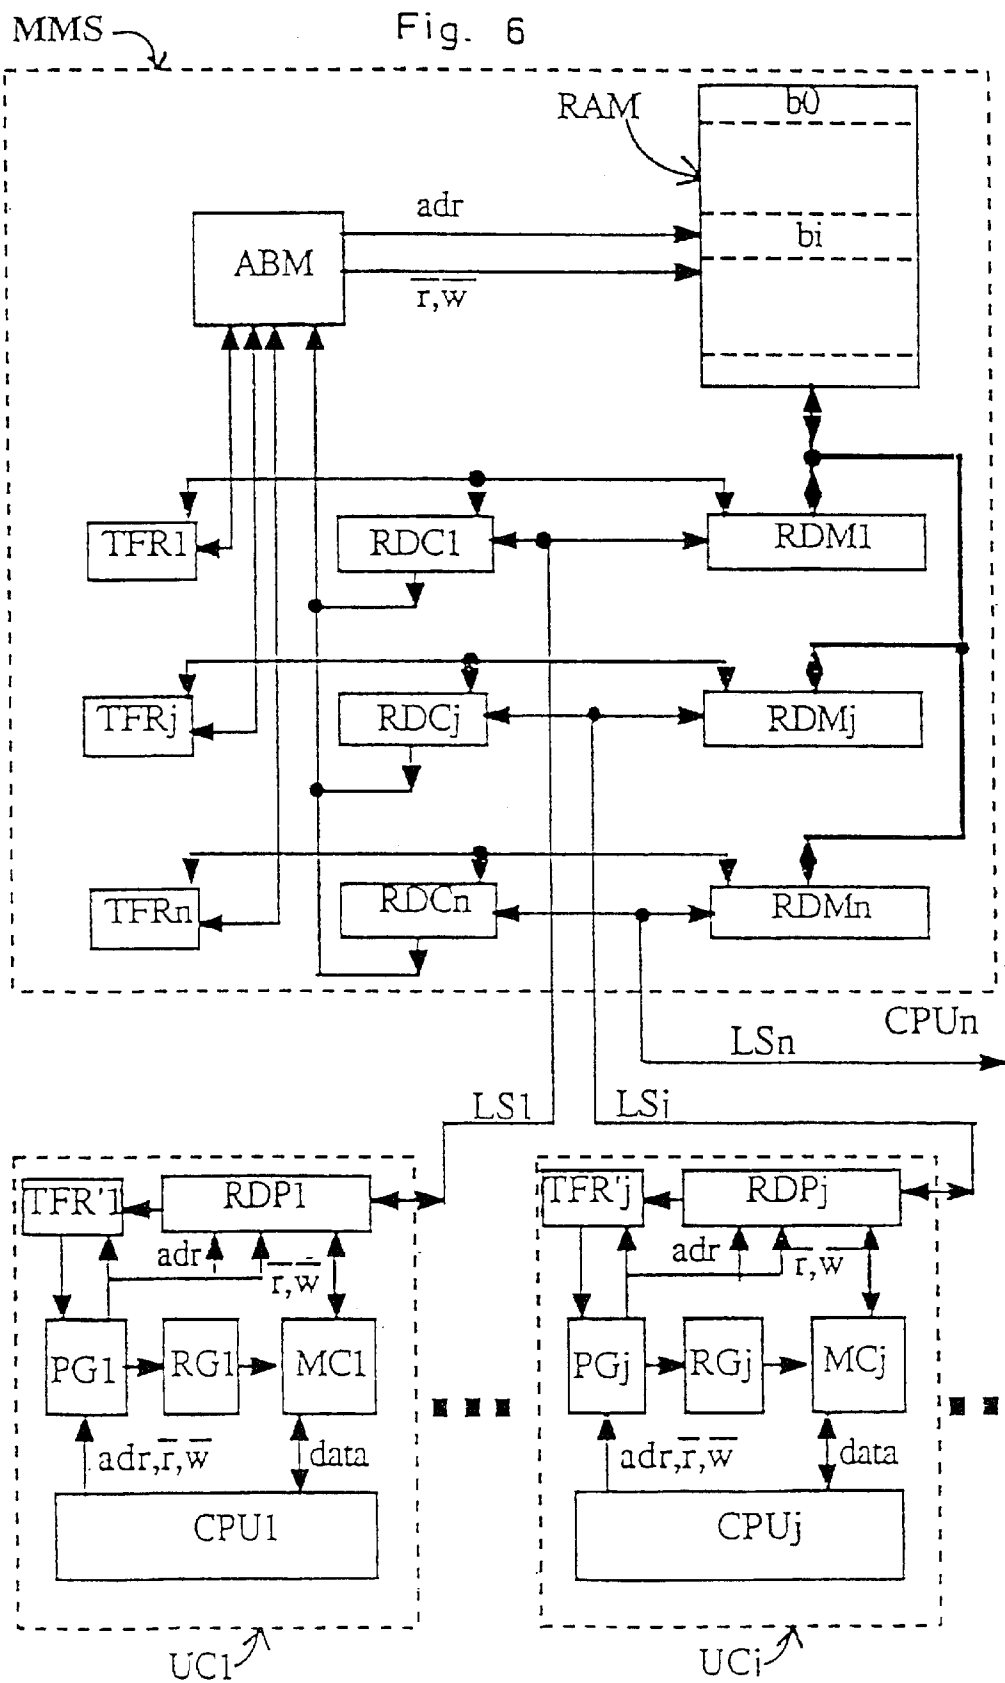 MMS
Fig. 6
RAM
b0
adr
bi
ABM
r̅,w̅
TFR1
RDC1
RDM1
TFRj
RDCj
RDMj
TFRn
RDCn
RDMn
CPUn
LSn
LS1
LSj
TFR'1
RDP1
TFR'j
RDPj
adr
r̅,w̅
adr
r̅,w̅
PG1
RG1
MC1
PGj
RGj
MCj
adr,r̅,w̅
data
adr,r̅,w̅
data
CPU1
CPUj
UC1
UCj